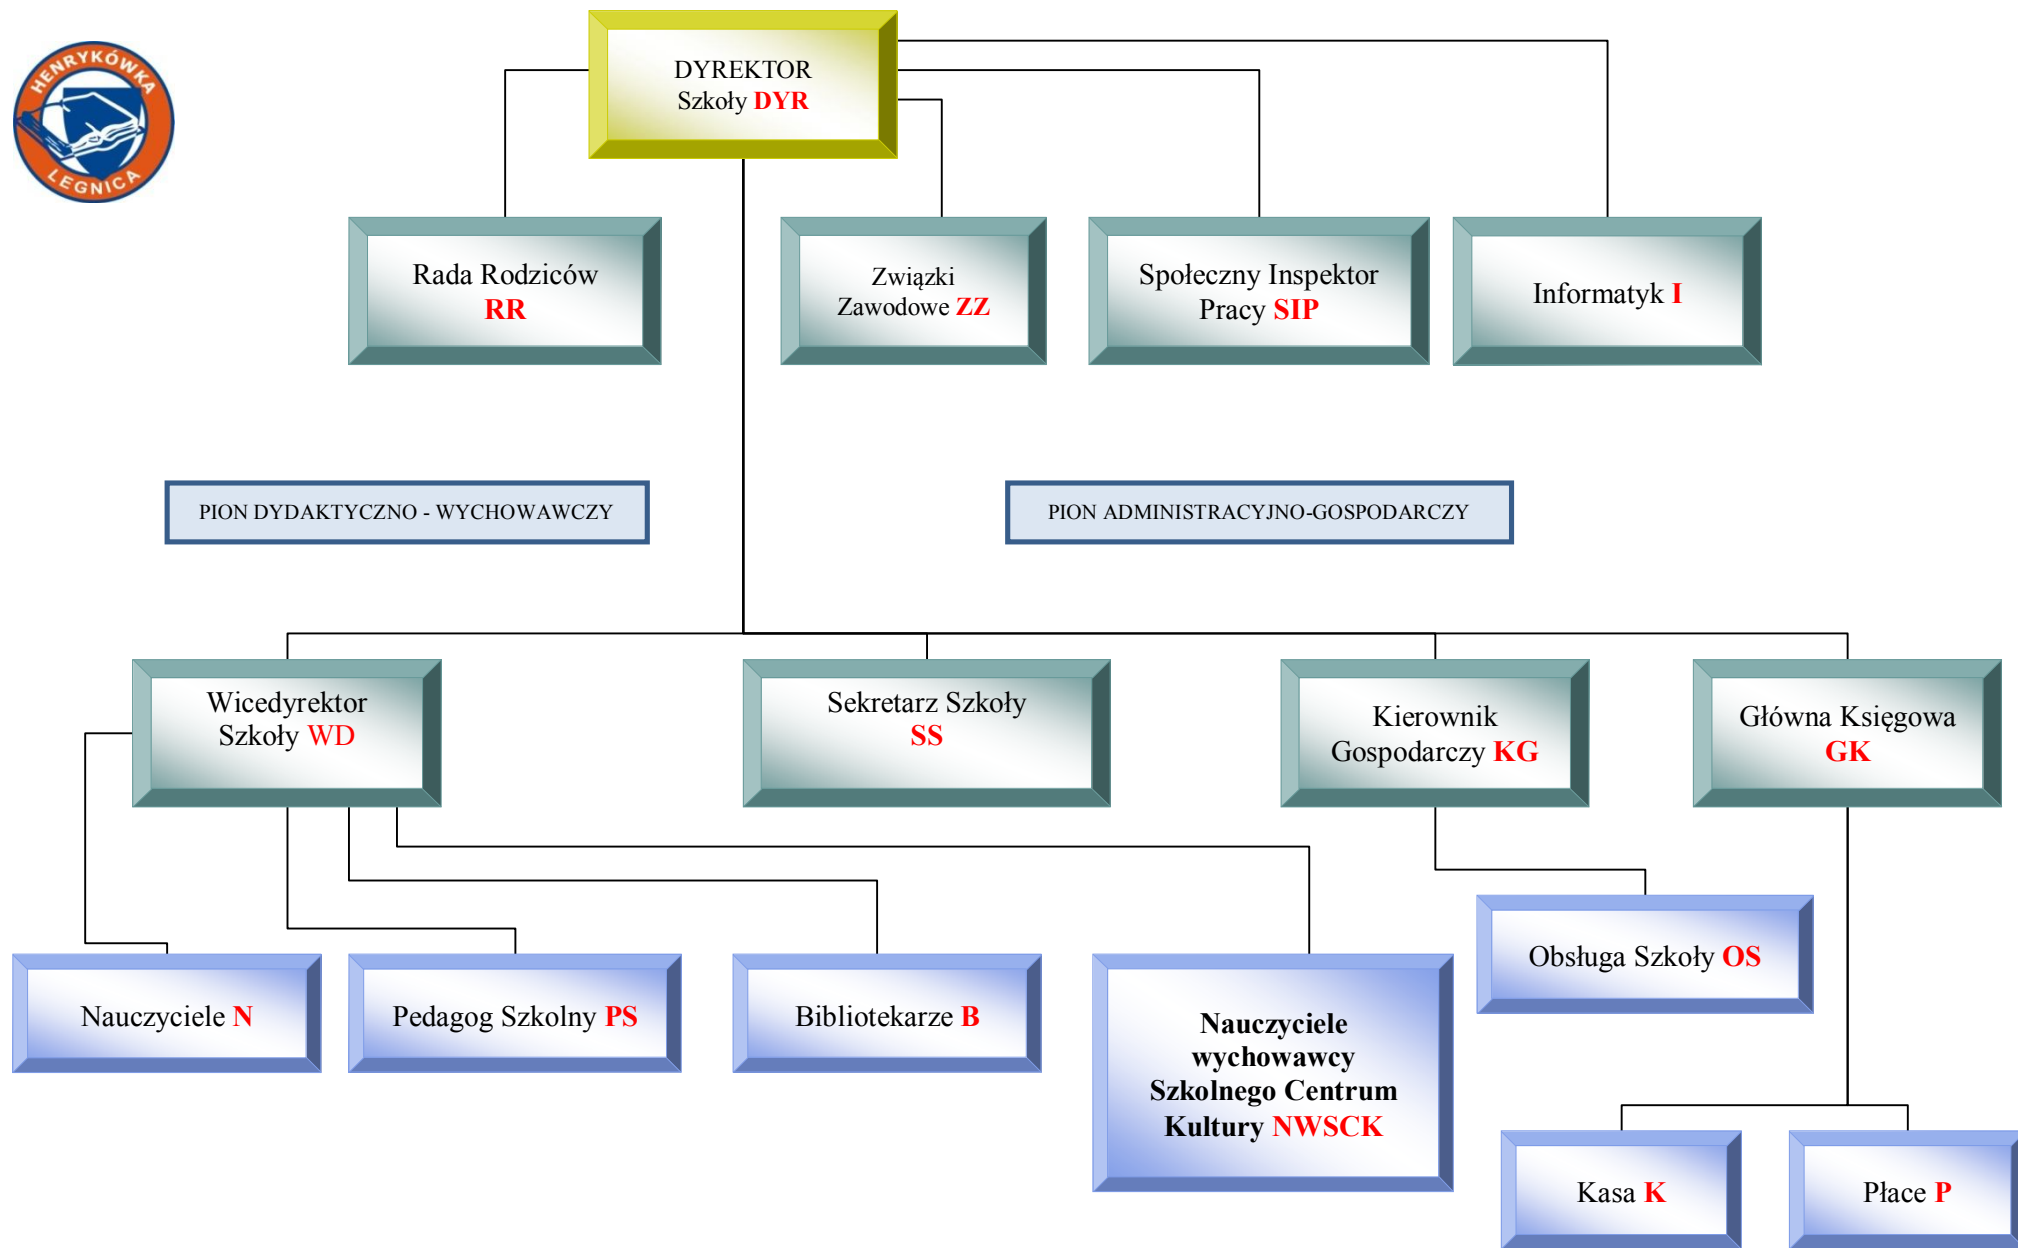 HENRYKÓWKA
LEGNICA
DYREKTOR
Szkoły DYR
Rada Rodziców
RR
Związki
Zawodowe ZZ
Społeczny Inspektor
Pracy SIP
Informatyk I
PION DYDAKTYCZNO - WYCHOWAWCZY
PION ADMINISTRACYJNO-GOSPODARCZY
Wicedyrektor
Szkoły WD
Sekretarz Szkoły
SS
Kierownik
Gospodarczy KG
Główna Księgowa
GK
Nauczyciele N
Pedagog Szkolny PS
Bibliotekarze B
Nauczyciele
wychowawcy
Szkolnego Centrum
Kultury NWSCK
Obsługa Szkoły OS
Kasa K
Płace P